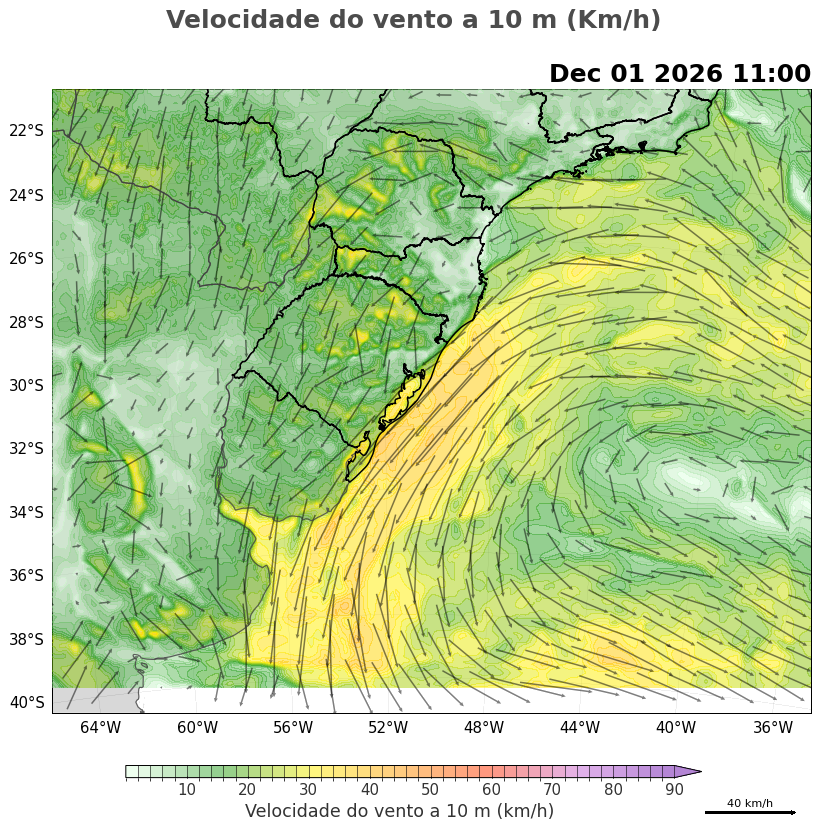 Velocidade do vento a 10 m (Km/h)
Dec 01 2026 11:00
22°S
24°S
26°S
28°S
30°S
32°S
34°S
36°S
38°S
40°S
64°W 60°W 56°W 52°W 48°W 44°W 40°W 36°W
10 20 30 40 50 60 70 80 90
Velocidade do vento a 10 m (km/h)
40 km/h